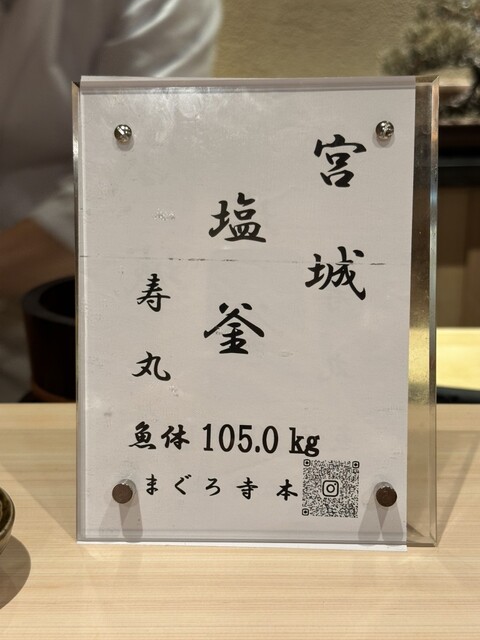 宮城
塩釜
寿丸
魚体 105.0 kg
まぐろ寺本